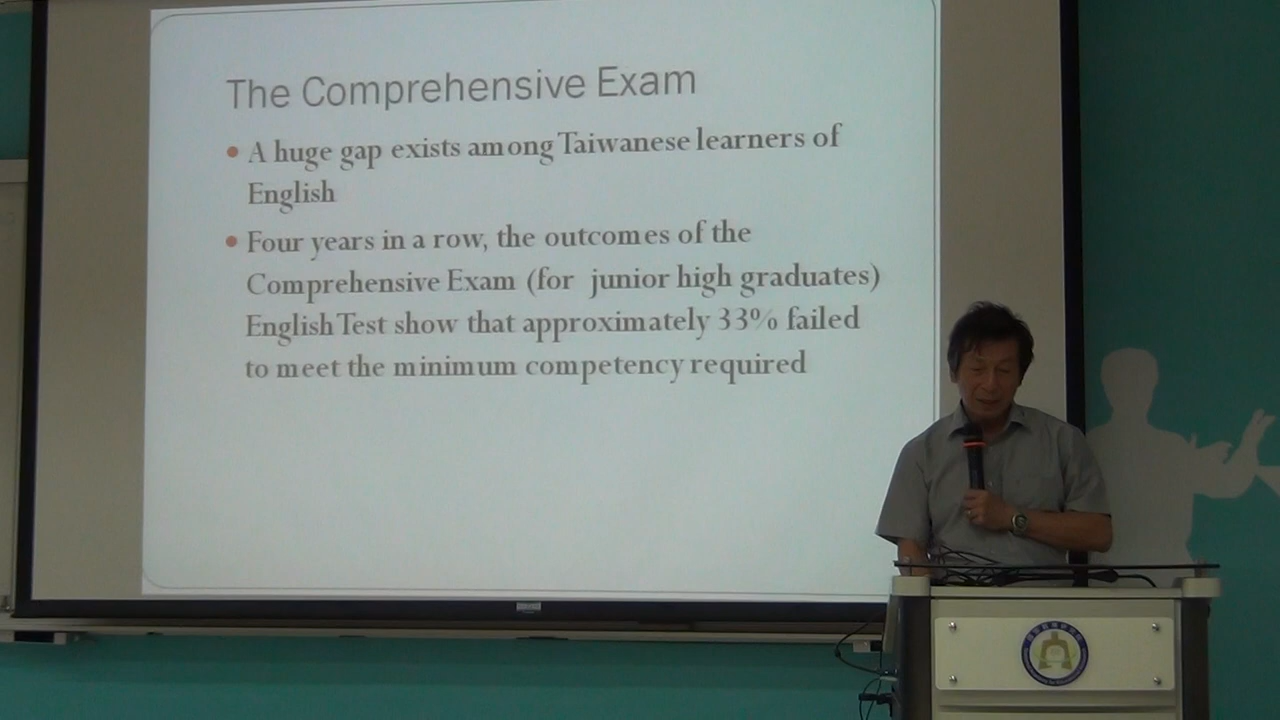 The Comprehensive Exam
• A huge gap exists among Taiwanese learners of
English
• Four years in a row, the outcomes of the
Comprehensive Exam (for junior high graduates)
English Test show that approximately 33% failed
to meet the minimum competency required